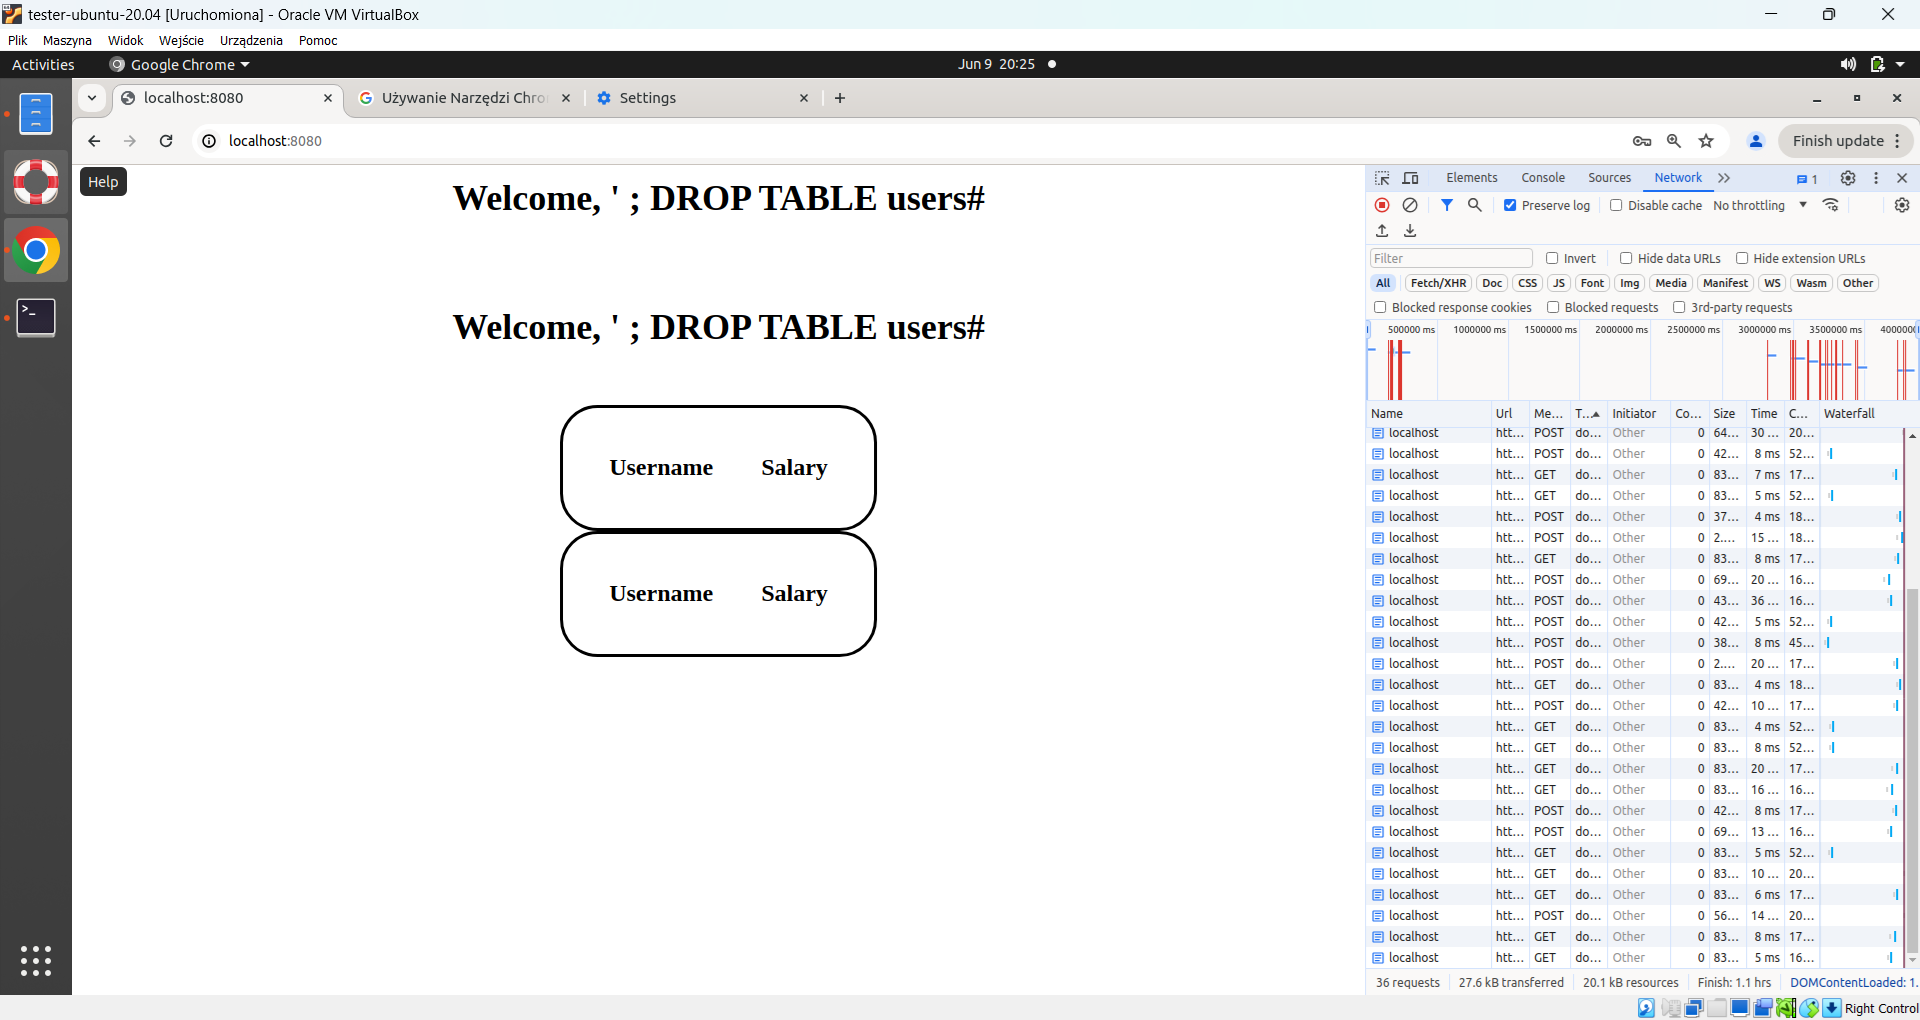 tester-ubuntu-20.04 [Uruchomiona] - Oracle VM VirtualBox
Plik Maszyna Widok Wejście Urządzenia Pomoc
Activities Google Chrome Jun 9 20:25
localhost:8080 Używanie Narzędzi Chro Settings
localhost:8080 Finish update
Help
Welcome, ' ; DROP TABLE users#
Welcome, ' ; DROP TABLE users#
Username Salary
Username Salary
Elements Console Sources Network 1
Preserve log Disable cache No throttling
Filter Invert Hide data URLs Hide extension URLs
All Fetch/XHR Doc CSS JS Font Img Media Manifest WS Wasm Other
Blocked response cookies Blocked requests 3rd-party requests
500000 ms 1000000 ms 1500000 ms 2000000 ms 2500000 ms 3000000 ms 3500000 ms 400000
Name Url Me... T... Initiator Co... Size Time C... Waterfall
localhost htt... POST do... Other 0 64... 30 ... 20...
localhost htt... POST do... Other 0 42... 8 ms 52...
localhost htt... GET do... Other 0 83... 7 ms 17...
localhost htt... GET do... Other 0 83... 5 ms 52...
localhost htt... POST do... Other 0 37... 4 ms 18...
localhost htt... POST do... Other 0 2.... 15 ... 18...
localhost htt... GET do... Other 0 83... 8 ms 17...
localhost htt... POST do... Other 0 69... 20 ... 16...
localhost htt... POST do... Other 0 43... 36 ... 16...
localhost htt... POST do... Other 0 42... 5 ms 52...
localhost htt... POST do... Other 0 38... 8 ms 45...
localhost htt... POST do... Other 0 2.... 20 ... 17...
localhost htt... GET do... Other 0 83... 4 ms 18...
localhost htt... POST do... Other 0 42... 10 ... 17...
localhost htt... GET do... Other 0 83... 4 ms 52...
localhost htt... GET do... Other 0 83... 8 ms 52...
localhost htt... GET do... Other 0 83... 20 ... 17...
localhost htt... GET do... Other 0 83... 16 ... 16...
localhost htt... POST do... Other 0 42... 8 ms 17...
localhost htt... POST do... Other 0 69... 13 ... 16...
localhost htt... GET do... Other 0 83... 5 ms 52...
localhost htt... GET do... Other 0 83... 10 ... 20...
localhost htt... GET do... Other 0 83... 6 ms 17...
localhost htt... POST do... Other 0 56... 14 ... 20...
localhost htt... GET do... Other 0 83... 8 ms 17...
localhost htt... GET do... Other 0 83... 5 ms 16...
36 requests 27.6 kB transferred 20.1 kB resources Finish: 1.1 hrs DOMContentLoaded: 1.
Right Control